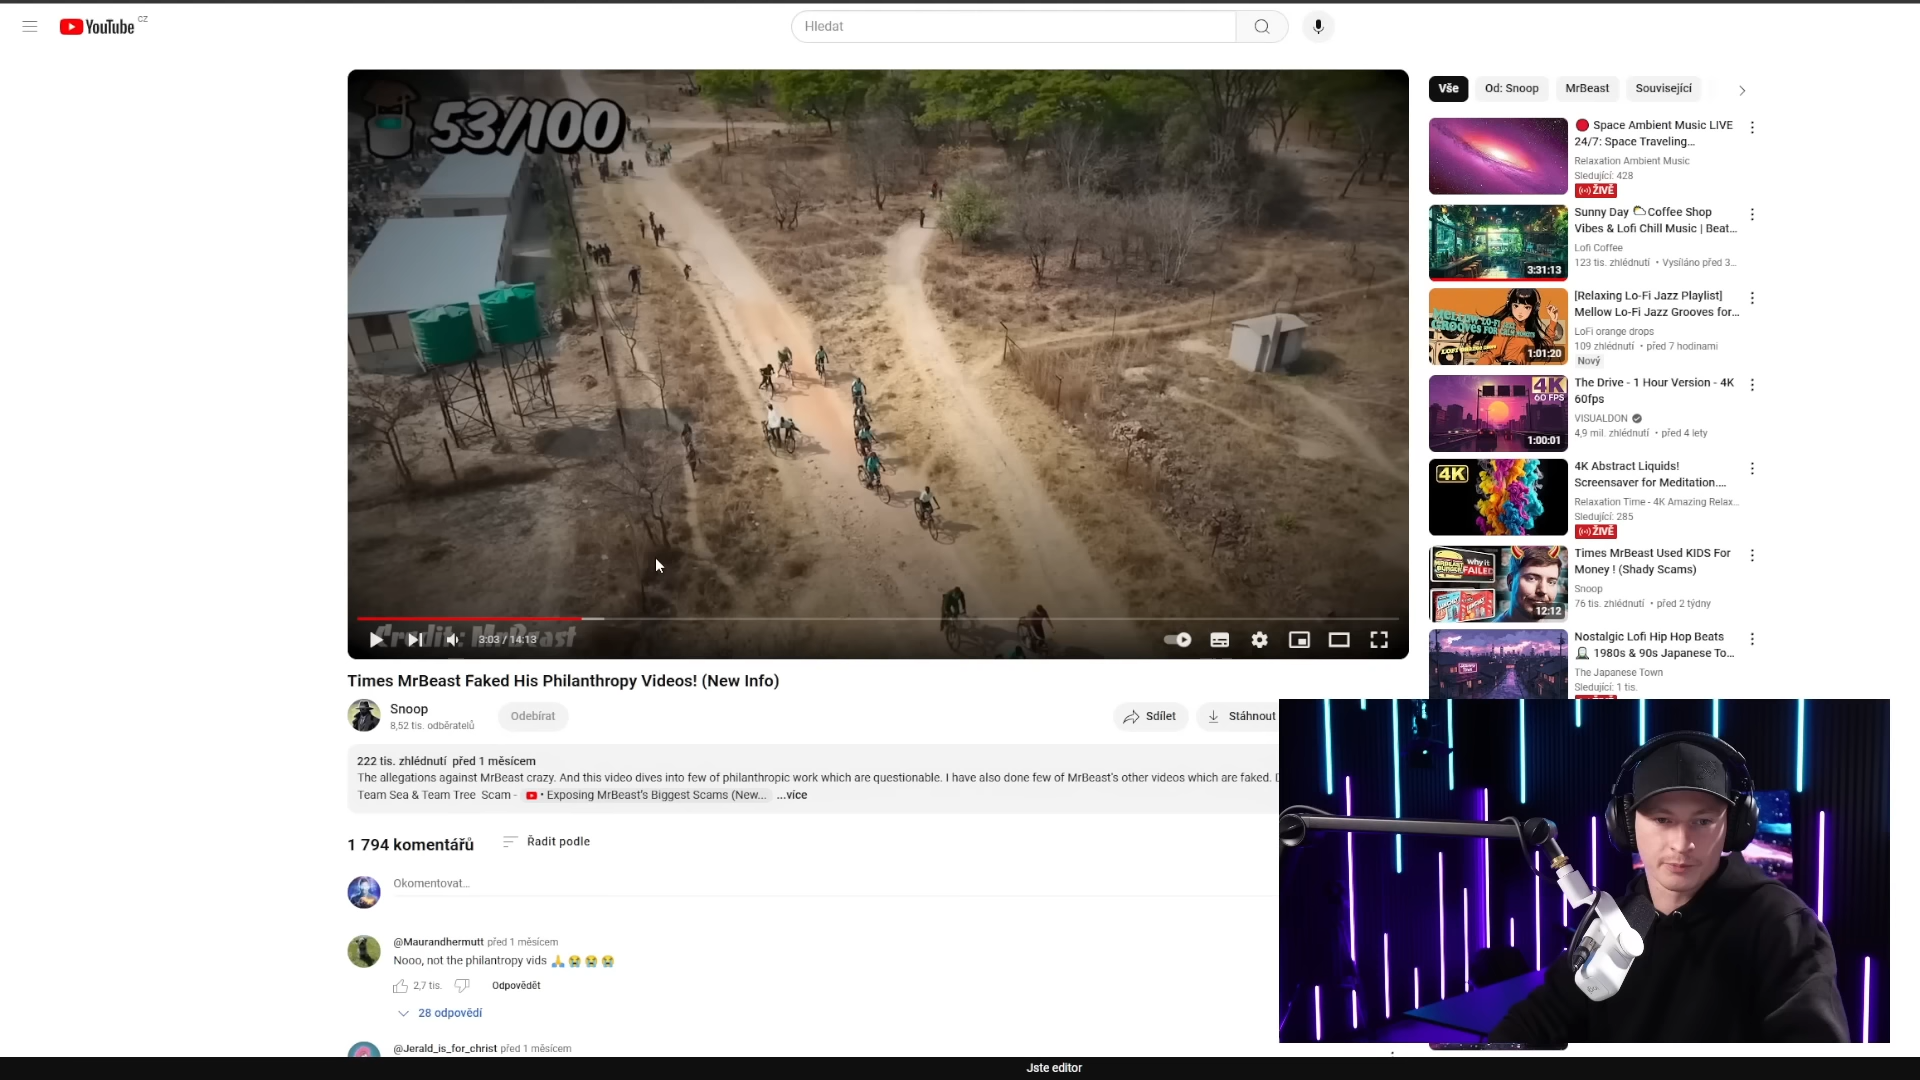 YouTube CZ
Hledat
53/100
Credit: MrBeast
3:03 / 14:13
Times MrBeast Faked His Philanthropy Videos! (New Info)
Snoop
8,52 tis. odběratelů
Odebírat
Sdílet
Stáhnout
222 tis. zhlédnutí před 1 měsícem
The allegations against MrBeast crazy. And this video dives into few of philanthropic work which are questionable. I have also done few of MrBeast's other videos which are faked.
Team Sea & Team Tree Scam - • Exposing MrBeast's Biggest Scams (New... ...více
1 794 komentářů
Řadit podle
Okomentovat...
@Maurandhermutt před 1 měsícem
Nooo, not the philantropy vids 🙏😭😭😭
2,7 tis.
Odpovědět
28 odpovědí
@Jerald_is_for_christ před 1 měsícem
Vše
Od: Snoop
MrBeast
Související
🔴 Space Ambient Music LIVE
24/7: Space Traveling...
Relaxation Ambient Music
Sledující: 428
ŽIVĚ
3:31:13
Sunny Day 🌤Coffee Shop
Vibes & Lofi Chill Music | Beat...
Lofi Coffee
123 tis. zhlédnutí • Vysíláno před 3...
MELLOW LO-FI JAZZ
GROOVES FOR
1:01:20
[Relaxing Lo-Fi Jazz Playlist]
Mellow Lo-Fi Jazz Grooves for...
LoFi orange drops
109 zhlédnutí • před 7 hodinami
Nový
4K
60 FPS
1:00:01
The Drive - 1 Hour Version - 4K
60fps
VISUALDON
4,9 mil. zhlédnutí • před 4 lety
4K
4K Abstract Liquids!
Screensaver for Meditation....
Relaxation Time - 4K Amazing Relax...
Sledující: 285
ŽIVĚ
why it
FAILED
12:12
Times MrBeast Used KIDS For
Money ! (Shady Scams)
Snoop
76 tis. zhlédnutí • před 2 týdny
Nostalgic Lofi Hip Hop Beats
1980s & 90s Japanese To...
The Japanese Town
Sledující: 1 tis.
Jste editor